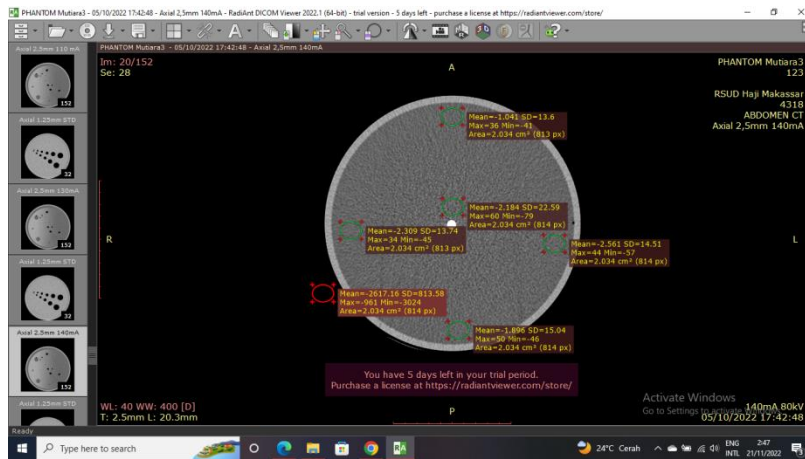 PHANTOM Mutiara3 - 05/10/2022 17:42:48 - Axial 2,5mm 140mA - RadiAnt DICOM Viewer 2022.1 (64-bit) - trial version - 5 days left - purchase a license at https://radiantviewer.com/store/
Axial 2,5mm 110 mA
152
Axial 1.25mm STD
32
Axial 2,5mm 130mA
152
Axial 1.25mm STD
32
Axial 2,5mm 140mA
152
Axial 1.25mm STD
PHANTOM Mutiara3 - 05/10/2022 17:42:48 - Axial 2,5mm 140mA
Im: 20/152
Se: 28
A
PHANTOM Mutiara3
123
RSUD Haji Makassar
4318
ABDOMEN CT
Axial 2,5mm 140mA
Mean=-1.041 SD=13.6
Max=36 Min=-41
Area=2.034 cm² (813 px)
Mean=-2.184 SD=22.59
Max=60 Min=-79
Area=2.034 cm² (814 px)
R
Mean=-2.309 SD=13.74
Max=34 Min=-45
Area=2.034 cm² (813 px)
L
Mean=-2.561 SD=14.51
Max=44 Min=-57
Area=2.034 cm² (814 px)
Mean=-2617.16 SD=813.58
Max=-961 Min=-3024
Area=2.034 cm² (814 px)
Mean=-1.896 SD=15.04
Max=50 Min=-46
Area=2.034 cm² (814 px)
You have 5 days left in your trial period.
Purchase a license at https://radiantviewer.com/store/
Activate Windows
Go to Settings to activate
WL: 40 WW: 400 [D]
T: 2.5mm L: 20.3mm
P
140mA 80kV
05/10/2022 17:42:48
Ready
Type here to search
24°C Cerah
ENG
INTL
2:47
21/11/2022